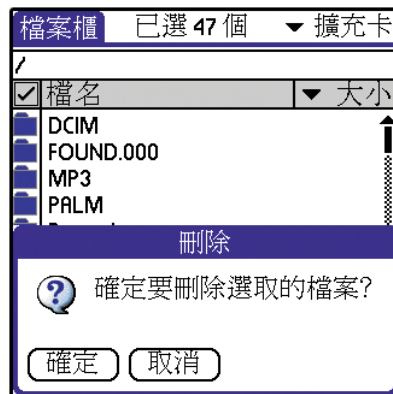 檔案櫃 已選 47 個 ▼ 擴充卡
/
檔名 ▼ 大小
DCIM
FOUND.000
MP3
PALM
刪除
確定要刪除選取的檔案?
確定 取消